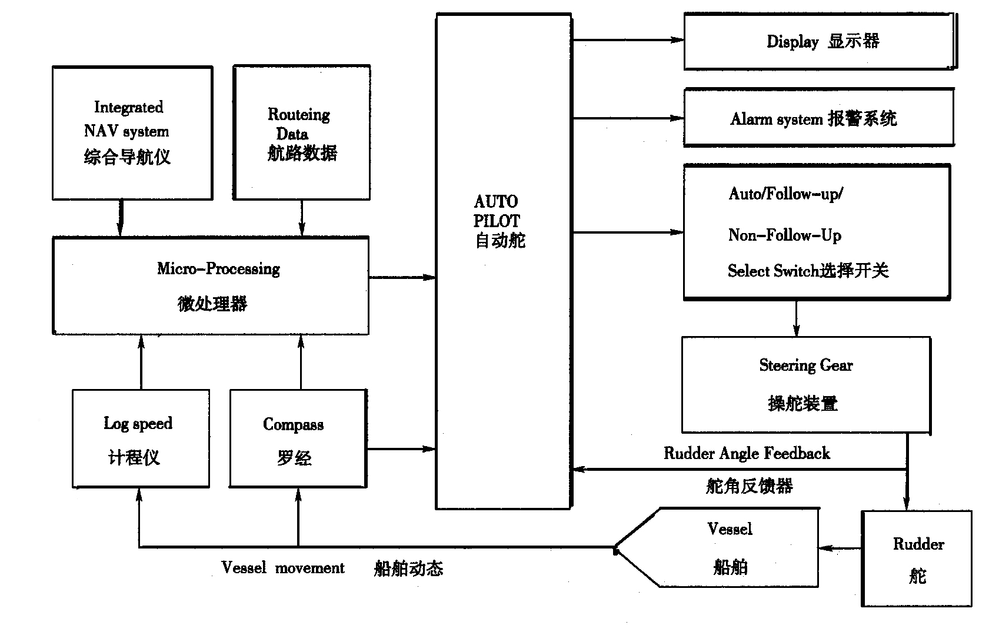 Display 显示器
Alarm system 报警系统
Integrated
NAV system
综合导航仪
Routeing
Data
航路数据
AUTO
PILOT
自动舵
Auto/Follow-up/
Non-Follow-Up
Select Switch选择开关
Micro-Processing
微处理器
Steering Gear
操舵装置
Log speed
计程仪
Compass
罗经
Rudder Angle Feedback
舵角反馈器
Vessel
船舶
Rudder
舵
Vessel movement 船舶动态